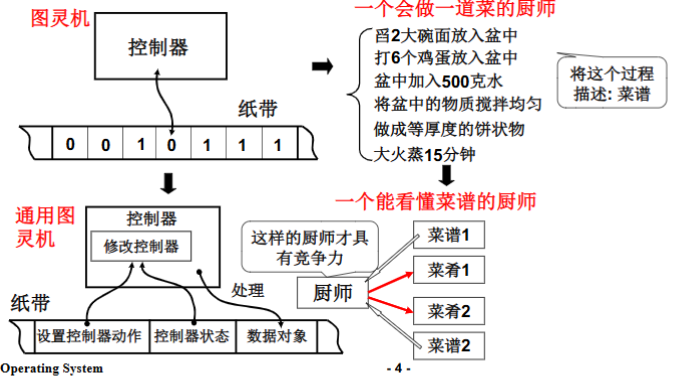 图灵机
控制器
纸带
0 0 1 0 1 1 1
一个会做一道菜的厨师
舀2大碗面放入盆中
打6个鸡蛋放入盆中
盆中加入500克水
将盆中的物质搅拌均匀
做成等厚度的饼状物
大火蒸15分钟
将这个过程
描述: 菜谱
通用图
灵机
控制器
修改控制器
处理
纸带
设置控制器动作
控制器状态
数据对象
一个能看懂菜谱的厨师
这样的厨师才具
有竞争力
厨师
菜谱1
菜肴1
菜肴2
菜谱2
Operating System
- 4 -